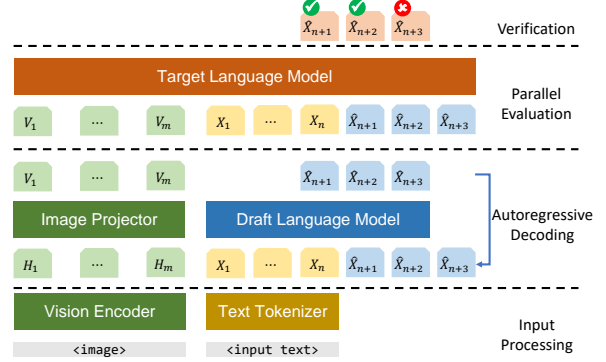 X̂ₙ₊₁ X̂ₙ₊₂ X̂ₙ₊₃
Verification
Target Language Model
Parallel
Evaluation
V₁ ... Vₘ X₁ ... Xₙ X̂ₙ₊₁ X̂ₙ₊₂ X̂ₙ₊₃
V₁ ... Vₘ X̂ₙ₊₁ X̂ₙ₊₂ X̂ₙ₊₃
Image Projector Draft Language Model
Autoregressive
Decoding
H₁ ... Hₘ X₁ ... Xₙ X̂ₙ₊₁ X̂ₙ₊₂ X̂ₙ₊₃
Vision Encoder Text Tokenizer
Input
Processing
<image> <input text>